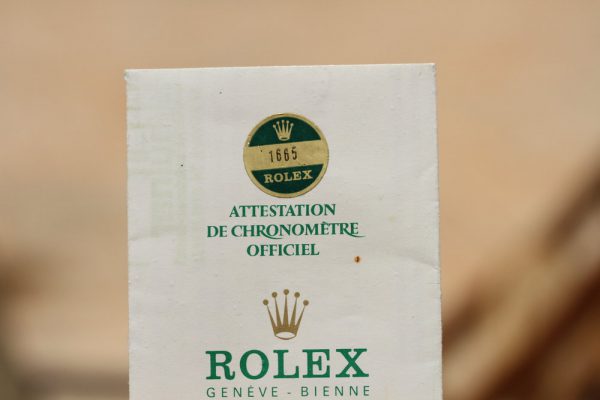 1665
ROLEX
ATTESTATION
DE CHRONOMÈTRE
OFFICIEL
ROLEX
GENÈVE - BIENNE